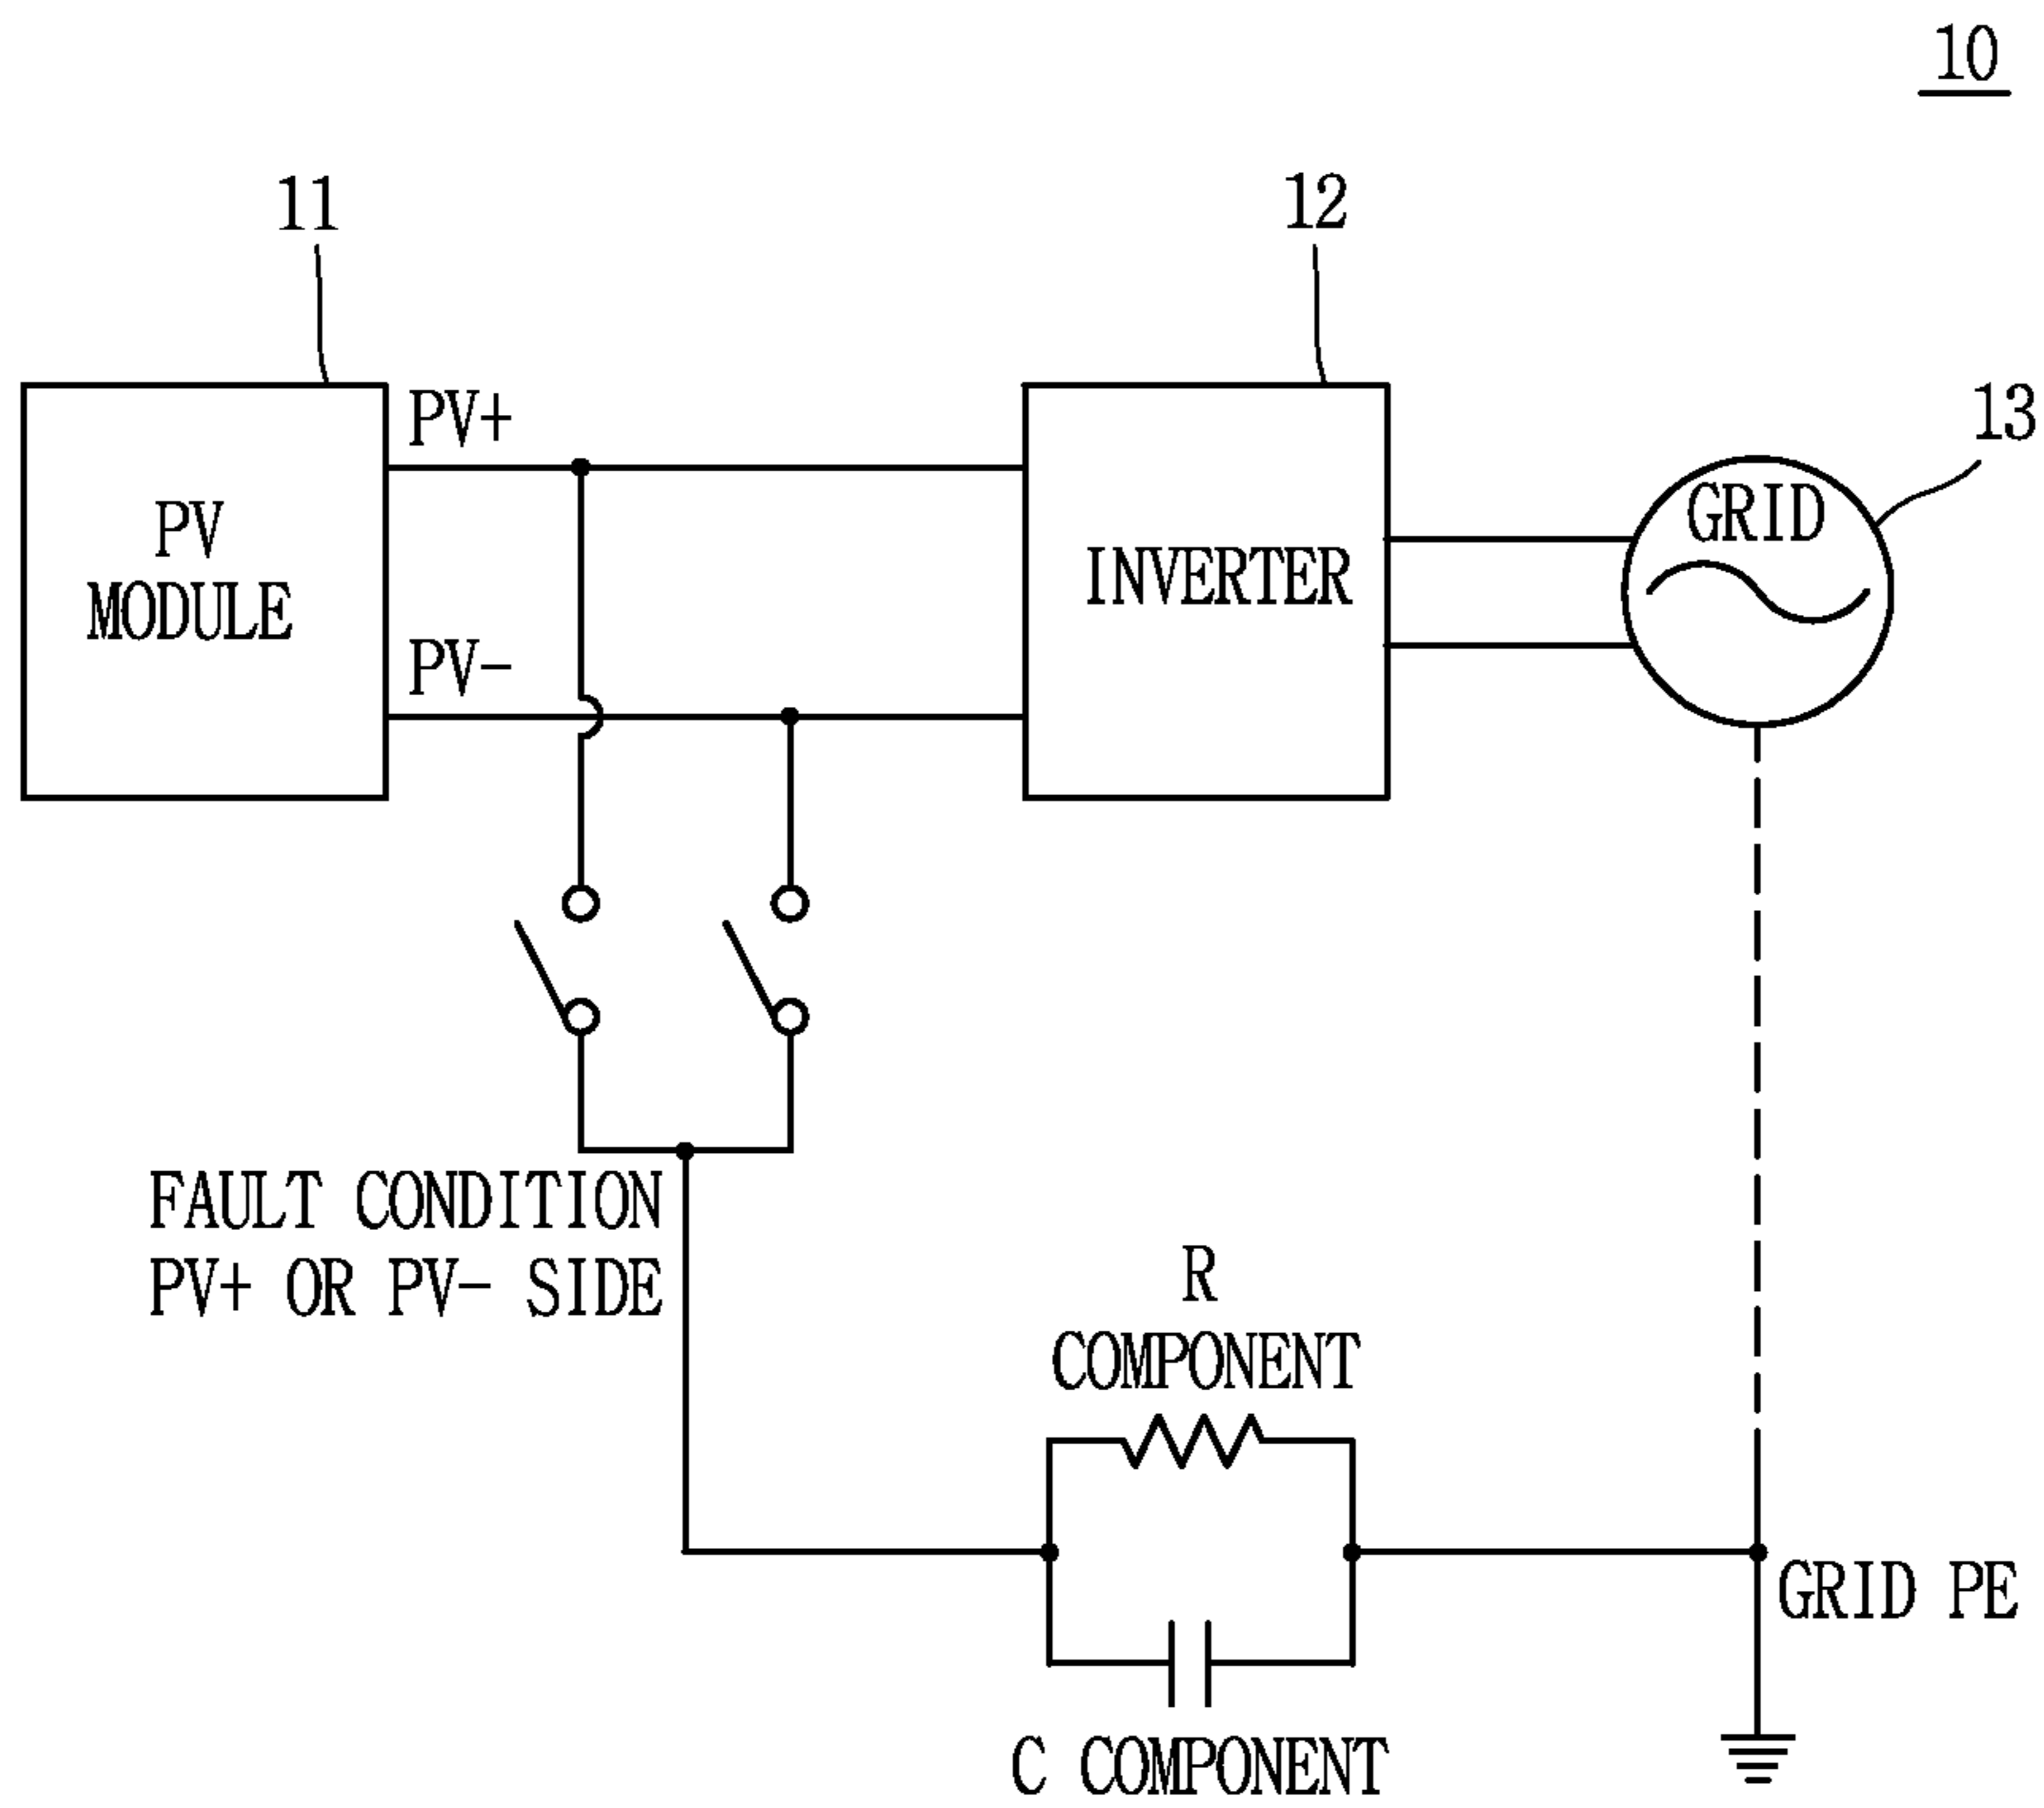 10
11
12
13
PV+
GRID
PV
MODULE
INVERTER
PV-
FAULT CONDITION
PV+ OR PV- SIDE
R
COMPONENT
GRID PE
C COMPONENT